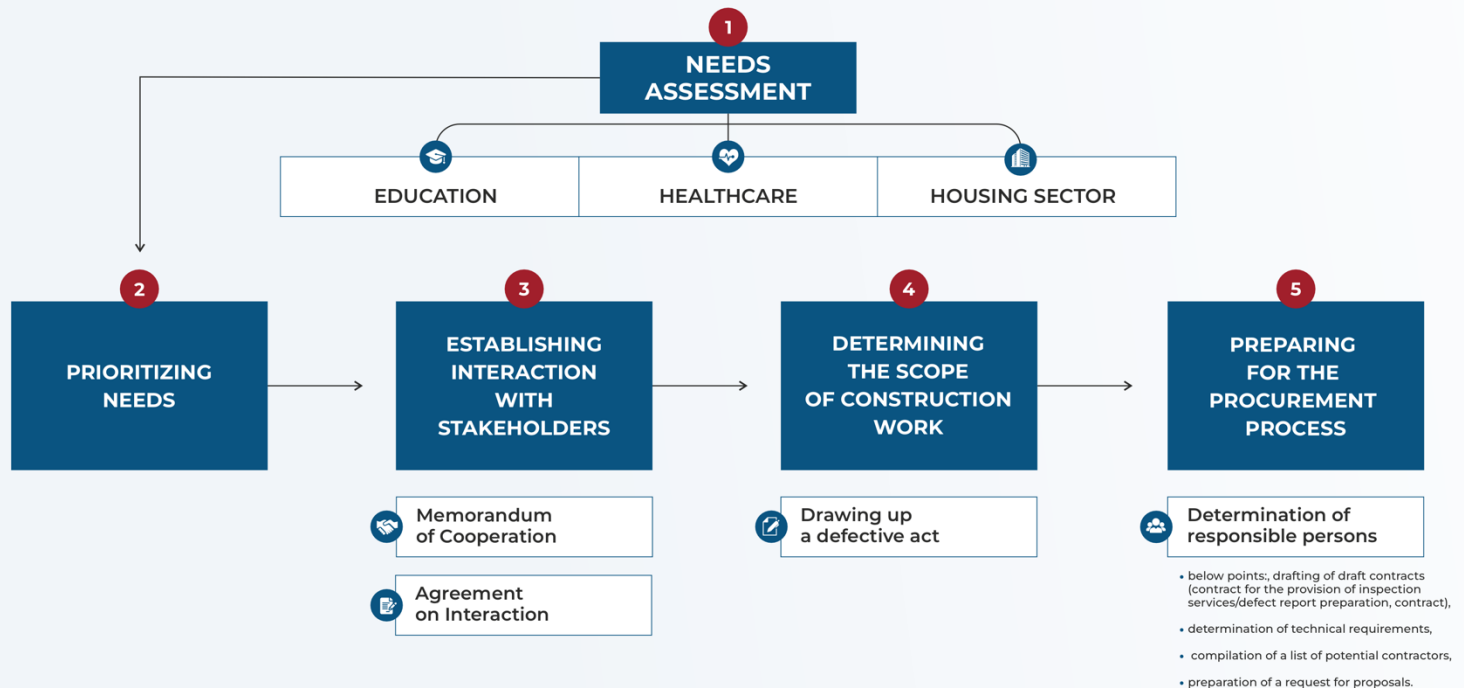 1
NEEDS
ASSESSMENT
EDUCATION
HEALTHCARE
HOUSING SECTOR
2
PRIORITIZING
NEEDS
3
ESTABLISHING
INTERACTION
WITH
STAKEHOLDERS
Memorandum
of Cooperation
Agreement
on Interaction
4
DETERMINING
THE SCOPE
OF CONSTRUCTION
WORK
Drawing up
a defective act
5
PREPARING
FOR THE
PROCUREMENT
PROCESS
Determination of
responsible persons
• below points:, drafting of draft contracts
(contract for the provision of inspection
services/defect report preparation, contract),
• determination of technical requirements,
• compilation of a list of potential contractors,
• preparation of a request for proposals.